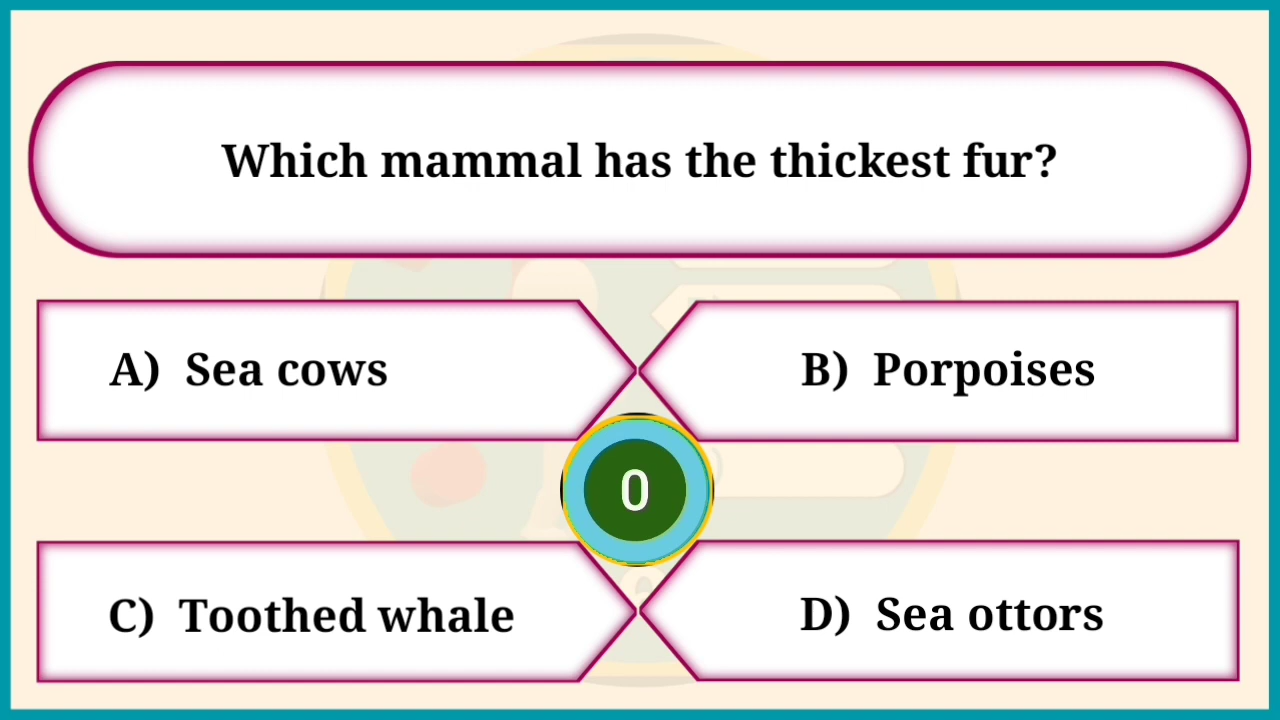 Which mammal has the thickest fur?
A) Sea cows
B) Porpoises
0
C) Toothed whale
D) Sea ottors